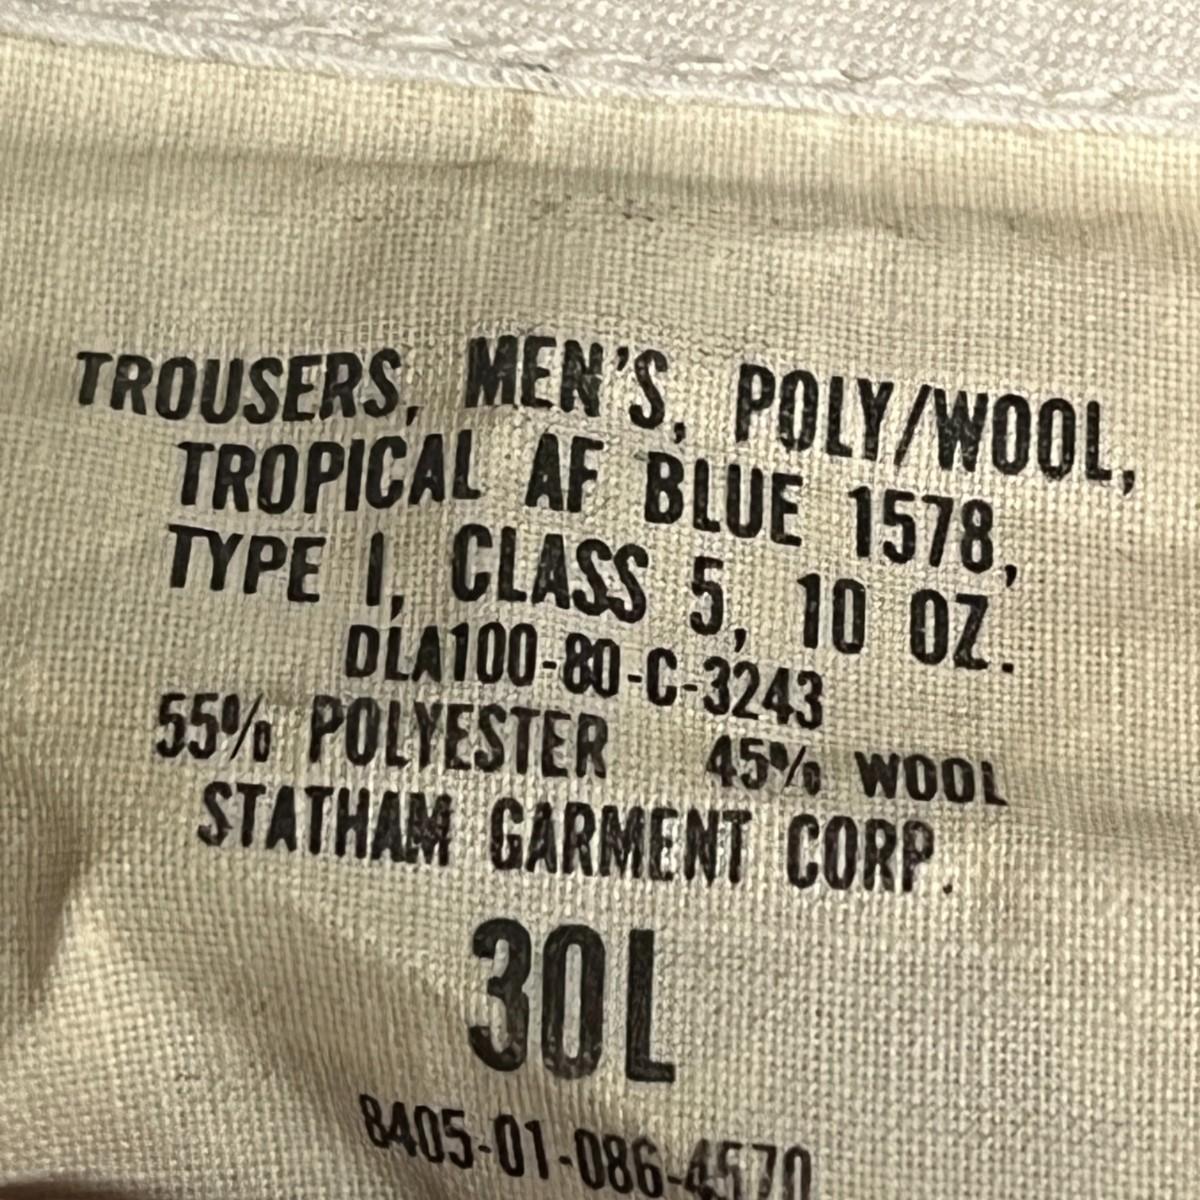 TROUSERS, MEN'S, POLY/WOOL,
TROPICAL AF BLUE 1578,
TYPE I, CLASS 5, 10 OZ.
DLA100-80-C-3243
55% POLYESTER 45% WOOL
STATHAM GARMENT CORP.
30L
8405-01-086-4570